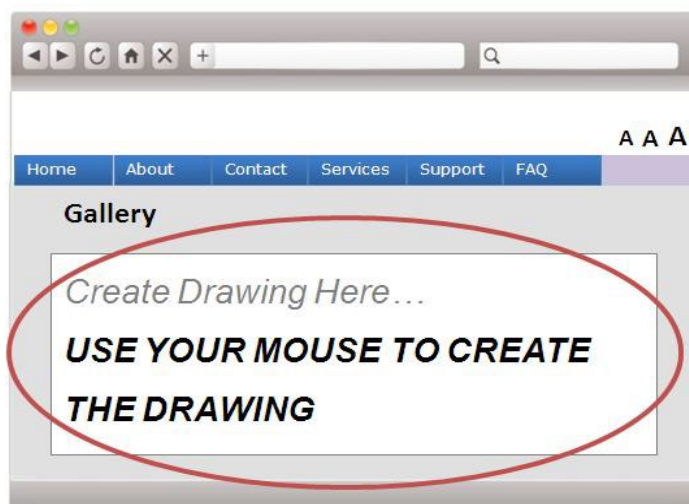 A A A
Home About Contact Services Support FAQ
Gallery
Create Drawing Here…
USE YOUR MOUSE TO CREATE
THE DRAWING